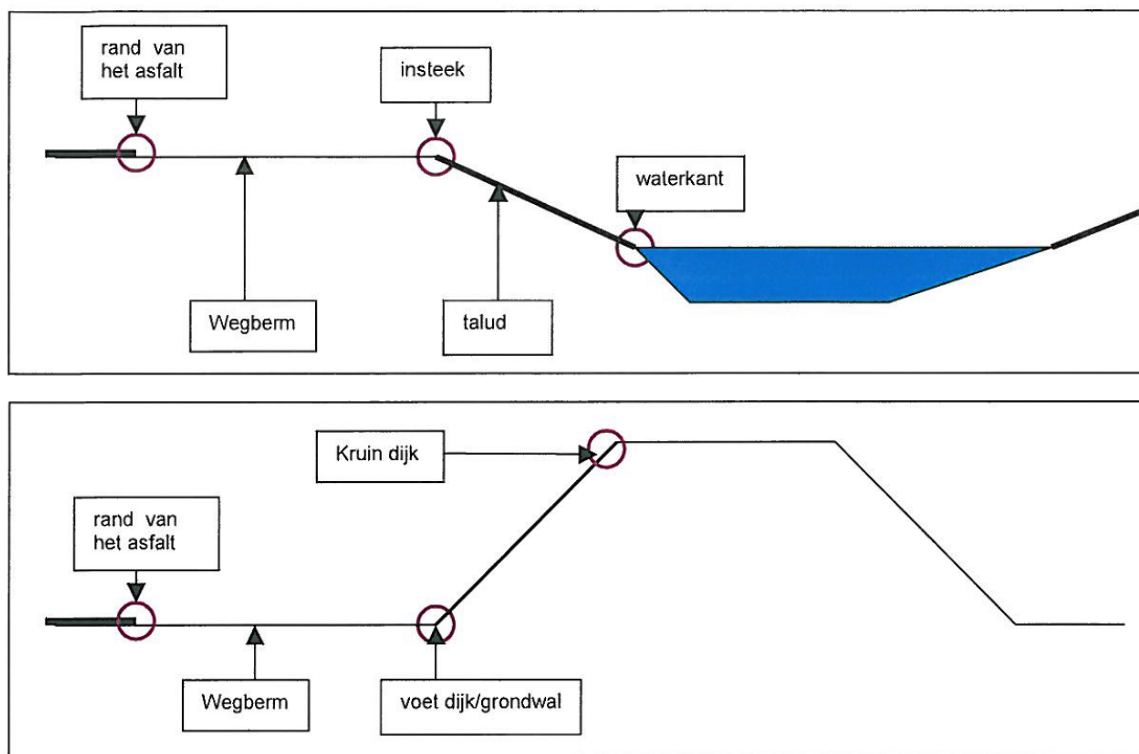 rand van
het asfalt
insteek
waterkant
Wegberm
talud
Kruin dijk
rand van
het asfalt
Wegberm
voet dijk/grondwal